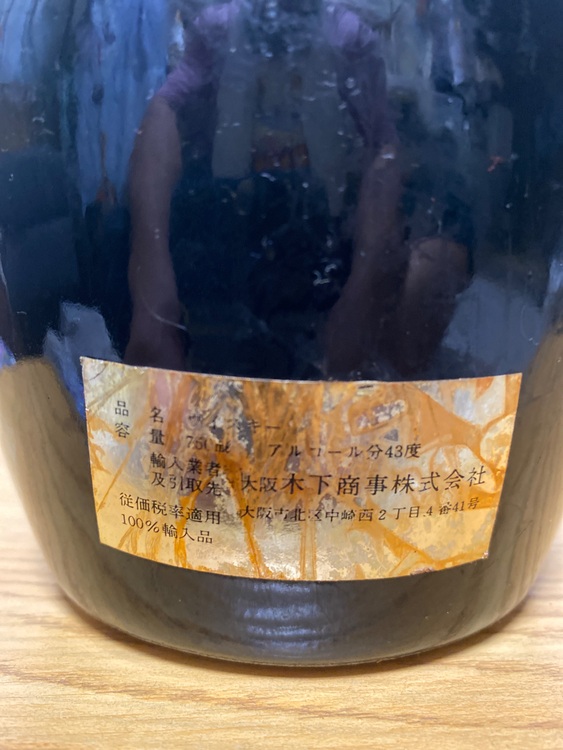 品名 ウイスキー
容量 750ml アルコール分43度
輸入業者
及引取先 大阪木下商事株式会社
従価税率適用 大阪市北区中崎西2丁目4番41号
100%輸入品